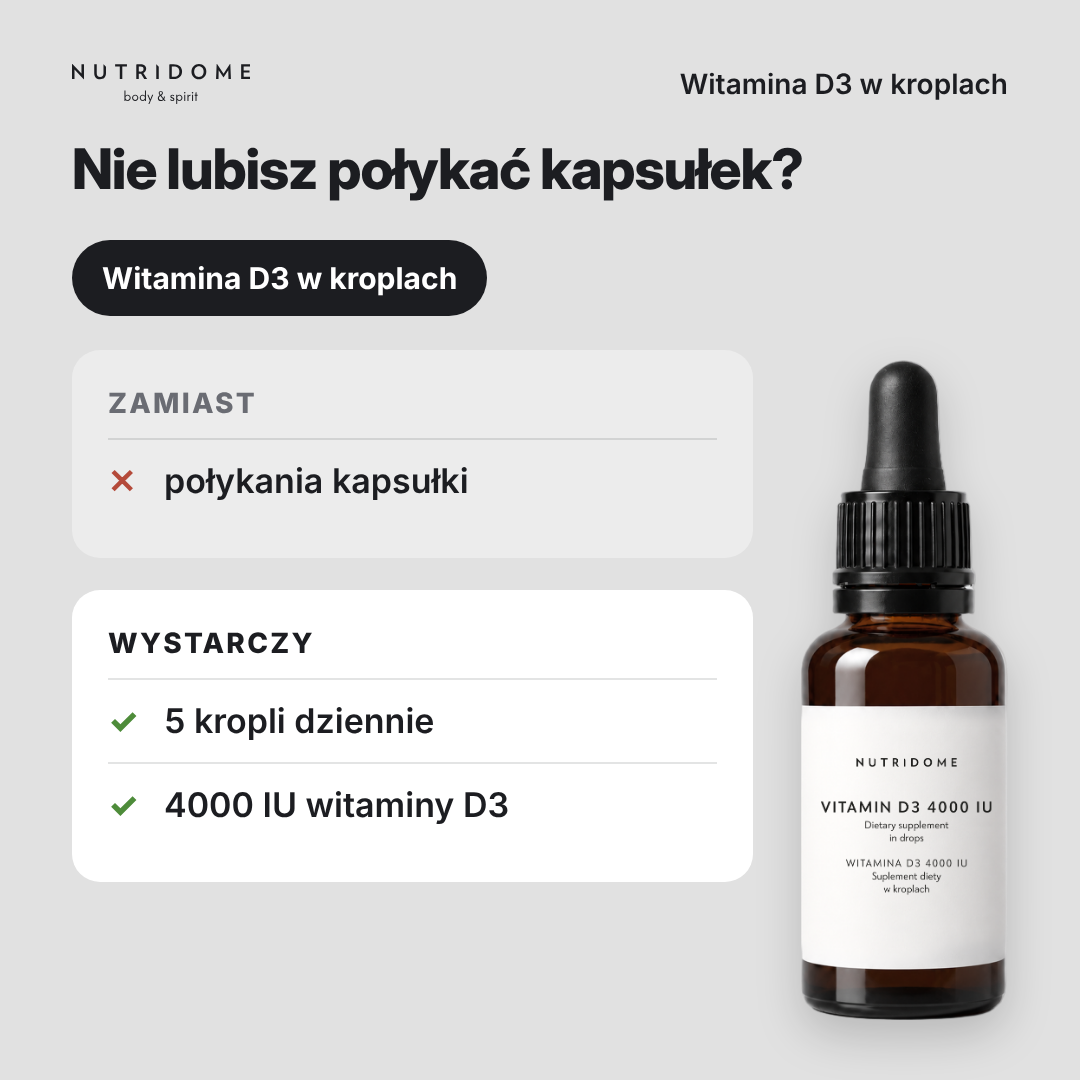 NUTRIDOME
body & spirit
Witamina D3 w kroplach
Nie lubisz połykać kapsułek?
Witamina D3 w kroplach
ZAMIAST
✕ połykania kapsułki
WYSTARCZY
✓ 5 kropli dziennie
✓ 4000 IU witaminy D3
NUTRIDOME
VITAMIN D3 4000 IU
Dietary supplement
in drops
WITAMINA D3 4000 IU
Suplement diety
w kroplach